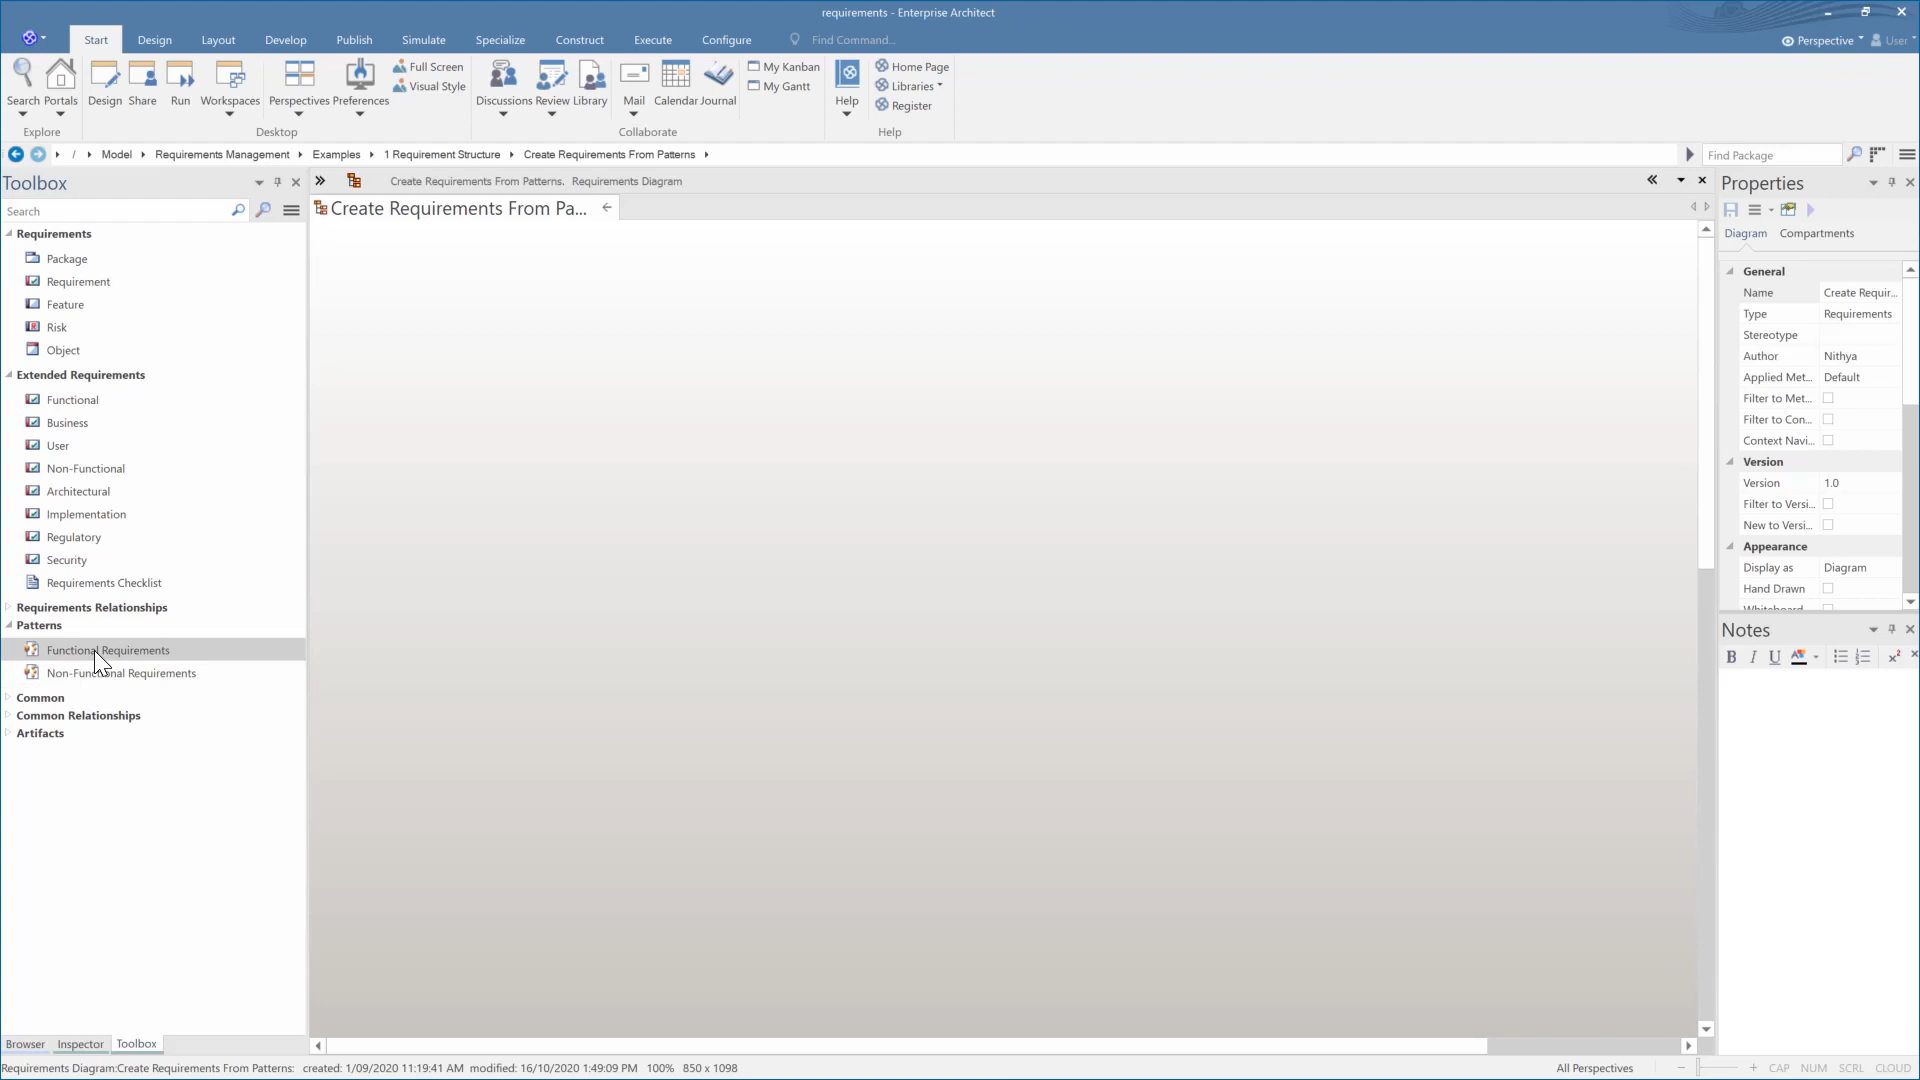 requirements - Enterprise Architect
Start Design Layout Develop Publish Simulate Specialize Construct Execute Configure Find Command... Perspective User
Search Portals Design Share Run Workspaces Perspectives Preferences Full Screen Visual Style Discussions Review Library Mail Calendar Journal My Kanban My Gantt Help Home Page Libraries Register
Explore Desktop Collaborate Help
/ Model Requirements Management Examples 1 Requirement Structure Create Requirements From Patterns Find Package
Toolbox
Search
Requirements
Package
Requirement
Feature
Risk
Object
Extended Requirements
Functional
Business
User
Non-Functional
Architectural
Implementation
Regulatory
Security
Requirements Checklist
Requirements Relationships
Patterns
Functional Requirements
Non-Functional Requirements
Common
Common Relationships
Artifacts
Browser Inspector Toolbox
Create Requirements From Patterns. Requirements Diagram
Create Requirements From Pa...
Properties
Diagram Compartments
General
Name Create Requir...
Type Requirements
Stereotype
Author Nithya
Applied Met... Default
Filter to Met...
Filter to Con...
Context Navi...
Version
Version 1.0
Filter to Versi...
New to Versi...
Appearance
Display as Diagram
Hand Drawn
Whiteboard
Notes
B I U A x²
Requirements Diagram:Create Requirements From Patterns: created: 1/09/2020 11:19:41 AM modified: 16/10/2020 1:49:09 PM 100% 850 x 1098 All Perspectives CAP NUM SCRL CLOUD